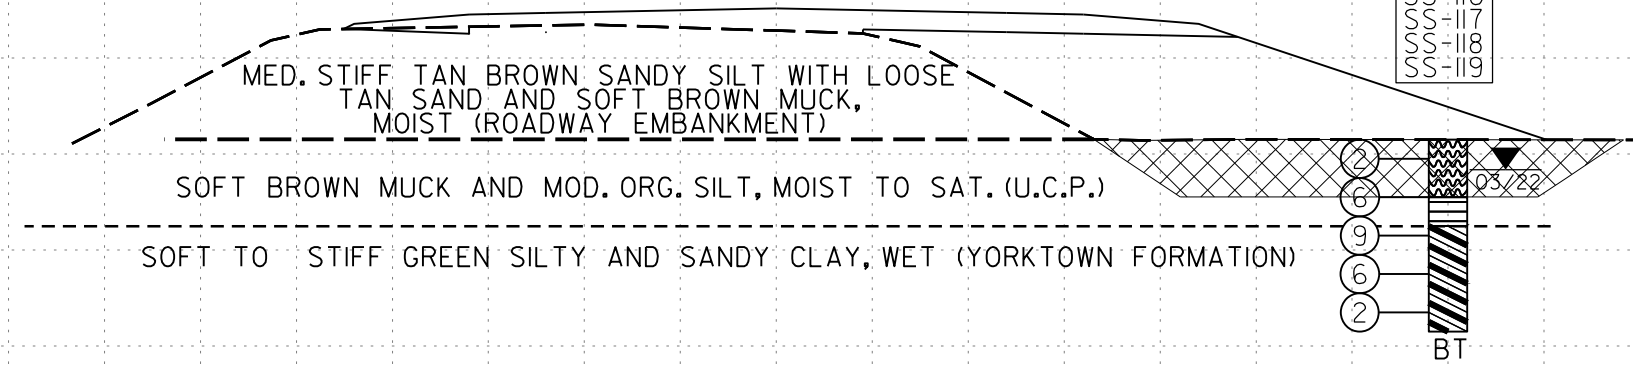 SS-117
SS-118
SS-119
MED. STIFF TAN BROWN SANDY SILT WITH LOOSE
TAN SAND AND SOFT BROWN MUCK,
MOIST (ROADWAY EMBANKMENT)
SOFT BROWN MUCK AND MOD. ORG. SILT, MOIST TO SAT. (U.C.P.)
SOFT TO STIFF GREEN SILTY AND SANDY CLAY, WET (YORKTOWN FORMATION)
2
03/22
6
9
6
2
BT